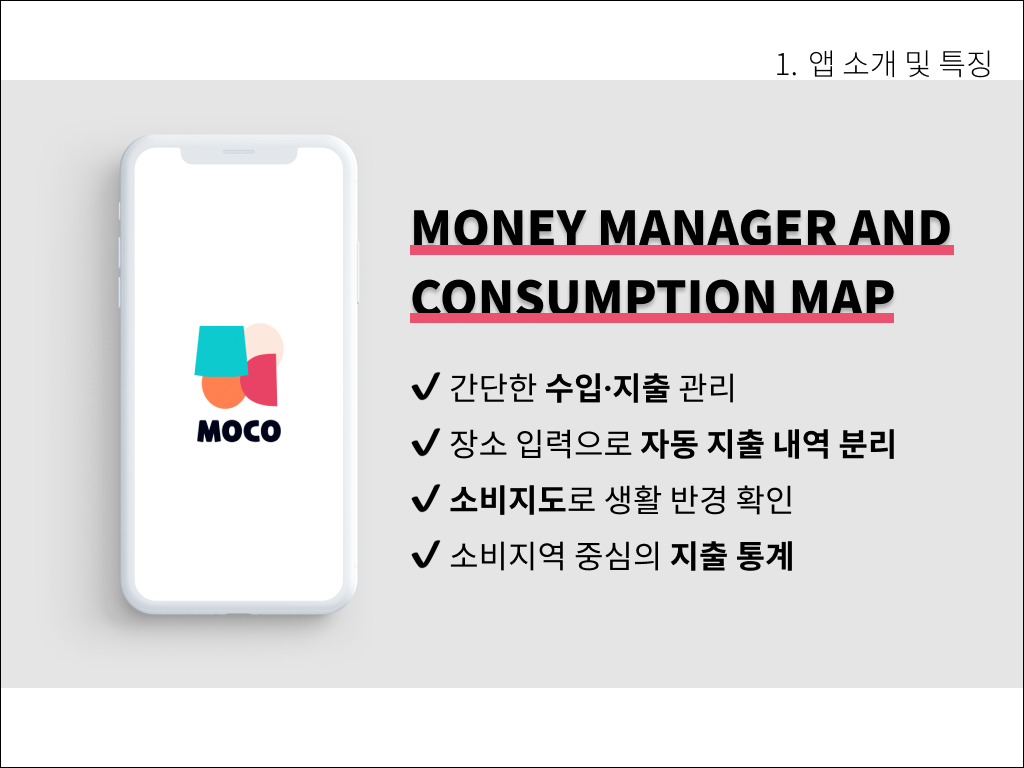 1. 앱 소개 및 특징
MONEY MANAGER AND
CONSUMPTION MAP
✔ 간단한 수입·지출 관리
✔ 장소 입력으로 자동 지출 내역 분리
✔ 소비지도로 생활 반경 확인
✔ 소비지역 중심의 지출 통계
MOCO